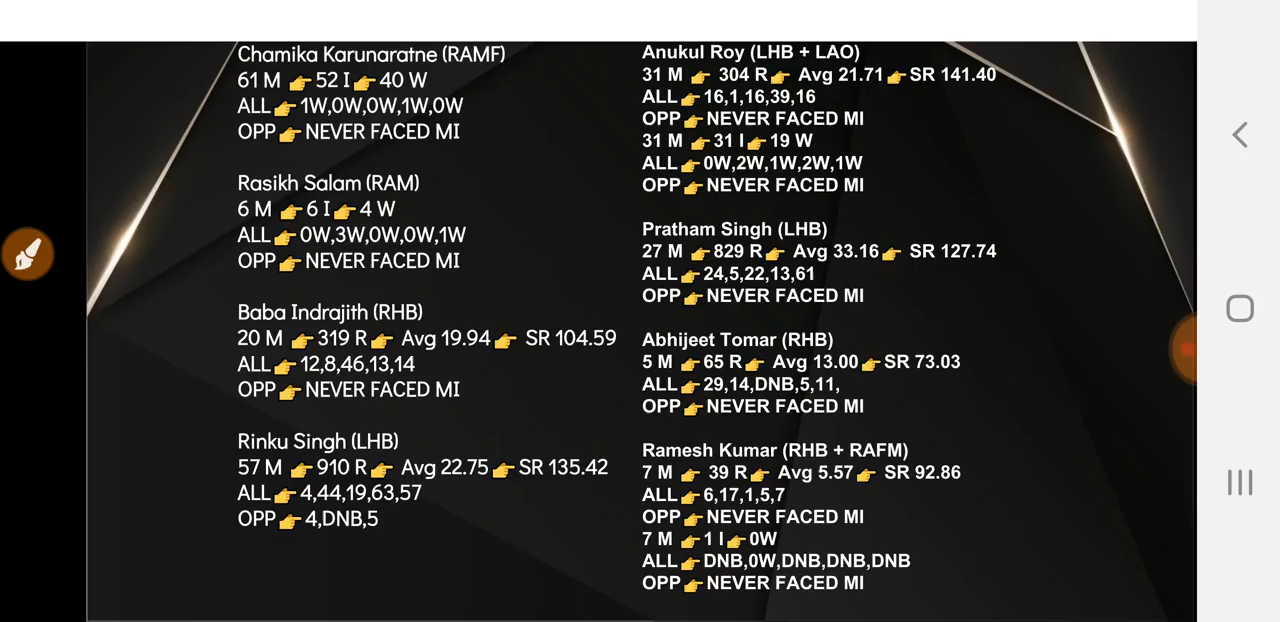 Chamika Karunaratne (RAMF)
61 M 👉 52 I 👉 40 W
ALL 👉 1W,0W,0W,1W,0W
OPP 👉 NEVER FACED MI
Rasikh Salam (RAM)
6 M 👉 6 I 👉 4 W
ALL 👉 0W,3W,0W,0W,1W
OPP 👉 NEVER FACED MI
Baba Indrajith (RHB)
20 M 👉 319 R 👉 Avg 19.94 👉 SR 104.59
ALL 👉 12,8,46,13,14
OPP 👉 NEVER FACED MI
Rinku Singh (LHB)
57 M 👉 910 R 👉 Avg 22.75 👉 SR 135.42
ALL 👉 4,44,19,63,57
OPP 👉 4,DNB,5
Anukul Roy (LHB + LAO)
31 M 👉 304 R 👉 Avg 21.71 👉 SR 141.40
ALL 👉 16,1,16,39,16
OPP 👉 NEVER FACED MI
31 M 👉 31 I 👉 19 W
ALL 👉 0W,2W,1W,2W,1W
OPP 👉 NEVER FACED MI
Pratham Singh (LHB)
27 M 👉 829 R 👉 Avg 33.16 👉 SR 127.74
ALL 👉 24,5,22,13,61
OPP 👉 NEVER FACED MI
Abhijeet Tomar (RHB)
5 M 👉 65 R 👉 Avg 13.00 👉 SR 73.03
ALL 👉 29,14,DNB,5,11,
OPP 👉 NEVER FACED MI
Ramesh Kumar (RHB + RAFM)
7 M 👉 39 R 👉 Avg 5.57 👉 SR 92.86
ALL 👉 6,17,1,5,7
OPP 👉 NEVER FACED MI
7 M 👉 1 I 👉 0W
ALL 👉 DNB,0W,DNB,DNB,DNB
OPP 👉 NEVER FACED MI